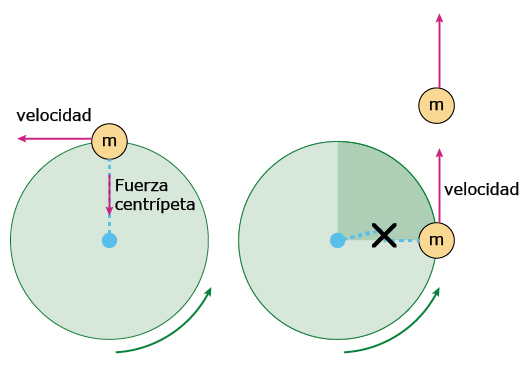 velocidad
m
Fuerza
centrípeta
m
velocidad
m